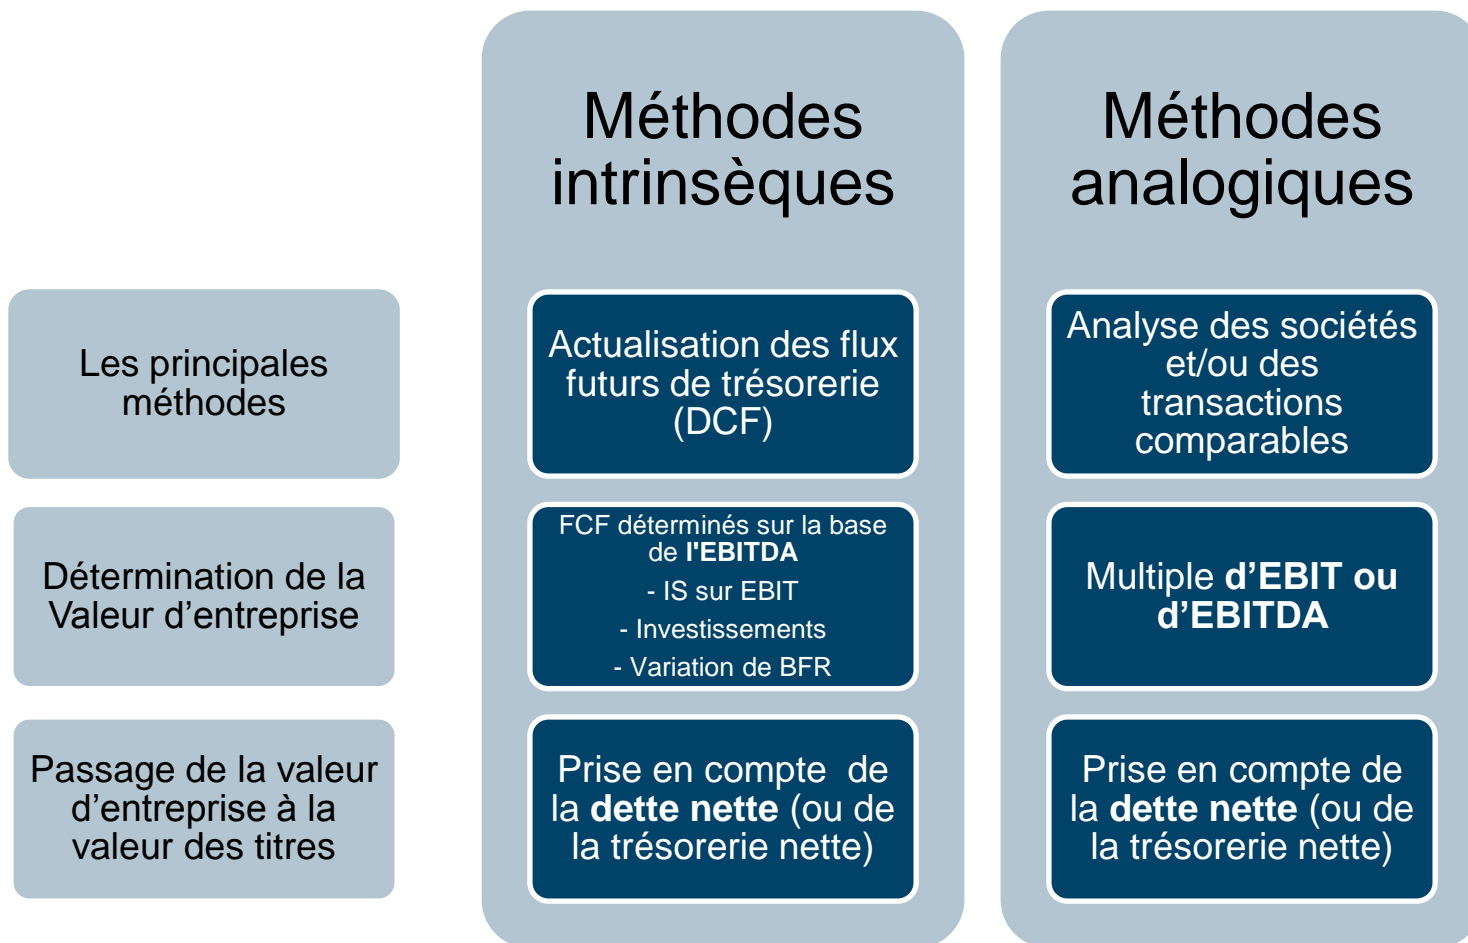 Méthodes
intrinsèques
Méthodes
analogiques
Les principales
méthodes
Actualisation des flux
futurs de trésorerie
(DCF)
Analyse des sociétés
et/ou des
transactions
comparables
Détermination de la
Valeur d’entreprise
FCF déterminés sur la base
de l'EBITDA
- IS sur EBIT
- Investissements
- Variation de BFR
Multiple d’EBIT ou
d’EBITDA
Passage de la valeur
d’entreprise à la
valeur des titres
Prise en compte de
la dette nette (ou de
la trésorerie nette)
Prise en compte de
la dette nette (ou de
la trésorerie nette)